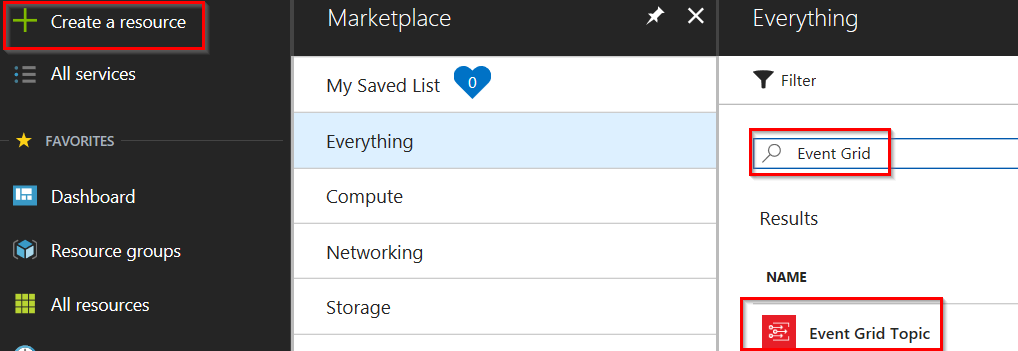 Create a resource
All services
FAVORITES
Dashboard
Resource groups
All resources
Marketplace
My Saved List 0
Everything
Compute
Networking
Storage
Everything
Filter
Event Grid
Results
NAME
Event Grid Topic